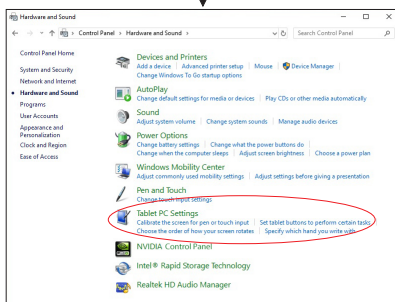 Hardware and Sound
Control Panel > Hardware and Sound >
Search Control Panel
Control Panel Home
System and Security
Network and Internet
Hardware and Sound
Programs
User Accounts
Appearance and
Personalization
Clock and Region
Ease of Access
Devices and Printers
Add a device | Advanced printer setup | Mouse | Device Manager |
Change Windows To Go startup options
AutoPlay
Change default settings for media or devices | Play CDs or other media automatically
Sound
Adjust system volume | Change system sounds | Manage audio devices
Power Options
Change battery settings | Change what the power buttons do
Change when the computer sleeps | Adjust screen brightness | Choose a power plan
Windows Mobility Center
Adjust commonly used mobility settings | Adjust settings before giving a presentation
Pen and Touch
Change touch input settings
Tablet PC Settings
Calibrate the screen for pen or touch input | Set tablet buttons to perform certain tasks
Choose the order of how your screen rotates | Specify which hand you write with
NVIDIA Control Panel
Intel® Rapid Storage Technology
Realtek HD Audio Manager